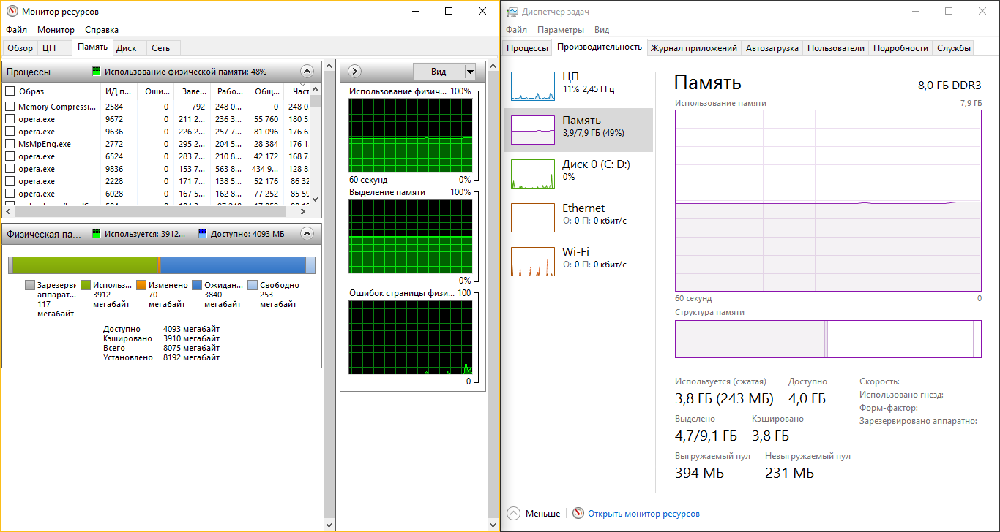 Монитор ресурсов
Файл Монитор Справка
Обзор ЦП Память Диск Сеть
Процессы Использование физической памяти: 48%
Образ ИД п... Оши... Заве... Рабо... Общ... Част
Memory Compressi... 2584 0 792 248 0... 0 248 0
opera.exe 9672 0 211 2... 236 3... 55 760 180 5
opera.exe 9636 0 226 2... 257 7... 81 096 176 6
MsMpEng.exe 2772 0 295 2... 204 5... 28 384 176 1
opera.exe 6524 0 283 7... 210 8... 42 172 168 7
opera.exe 9836 0 153 7... 563 8... 434 9... 128 8
opera.exe 2228 0 171 7... 138 5... 52 176 86 32
opera.exe 6028 0 167 5... 162 8... 77 252 85 59
Физическая па... Используется: 3912... Доступно: 4093 МБ
Зарезерви Использ... Изменено Ожидан... Свободно
аппарат... 3912 70 3840 253
117 мегабайт мегабайт мегабайт мегабайт
мегабайт
Доступно 4093 мегабайт
Кэшировано 3910 мегабайт
Всего 8075 мегабайт
Установлено 8192 мегабайт
Вид
Использование физич... 100%
60 секунд 0%
Выделение памяти 100%
0%
Ошибок страницы физи... 100
0
Диспетчер задач
Файл Параметры Вид
Процессы Производительность Журнал приложений Автозагрузка Пользователи Подробности Службы
ЦП
11% 2,45 ГГц
Память
3,9/7,9 ГБ (49%)
Диск 0 (C: D:)
0%
Ethernet
О: 0 П: 0 кбит/с
Wi-Fi
О: 0 П: 0 кбит/с
Память 8,0 ГБ DDR3
Использование памяти 7,9 ГБ
60 секунд 0
Структура памяти
Используется (сжатая) Доступно
3,8 ГБ (243 МБ) 4,0 ГБ
Выделено Кэшировано
4,7/9,1 ГБ 3,8 ГБ
Выгружаемый пул Невыгружаемый пул
394 МБ 231 МБ
Скорость:
Использовано гнезд:
Форм-фактор:
Зарезервировано аппаратно:
Меньше Открыть монитор ресурсов